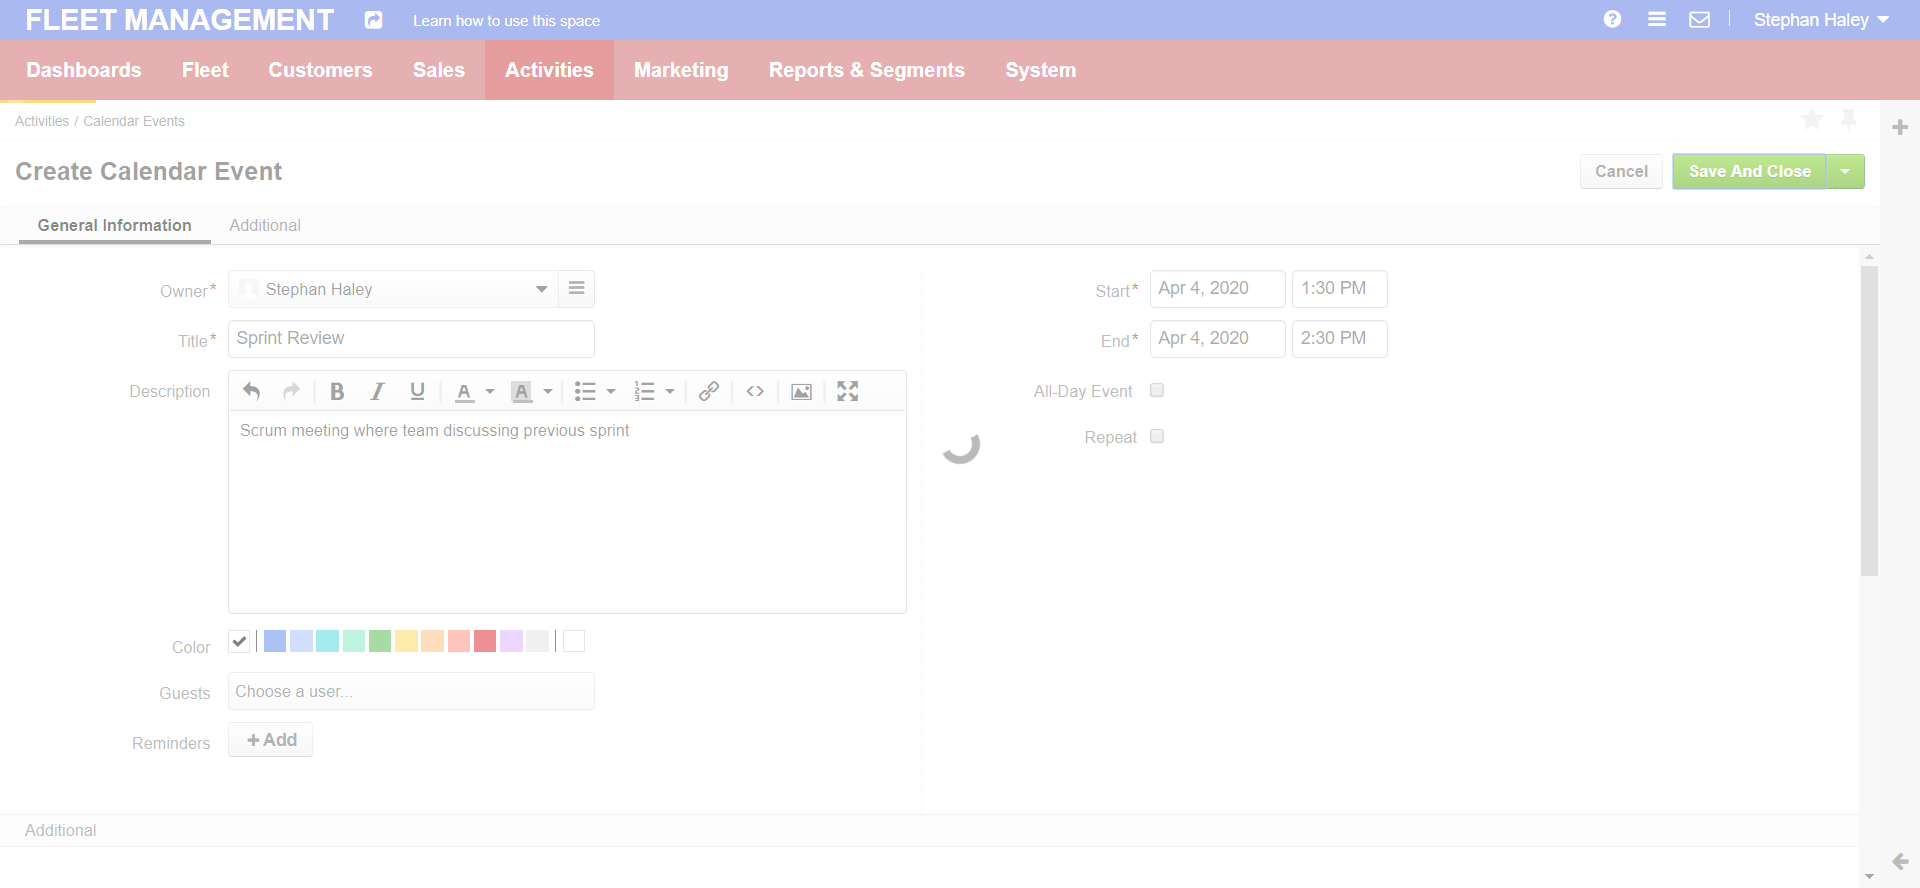 FLEET MANAGEMENT Learn how to use this space Stephan Haley
Dashboards Fleet Customers Sales Activities Marketing Reports & Segments System
Activities / Calendar Events
Create Calendar Event Cancel Save And Close
General Information Additional
Owner* Stephan Haley
Title* Sprint Review
Description
Scrum meeting where team discussing previous sprint
Color
Guests Choose a user...
Reminders + Add
Start* Apr 4, 2020 1:30 PM
End* Apr 4, 2020 2:30 PM
All-Day Event
Repeat
Additional